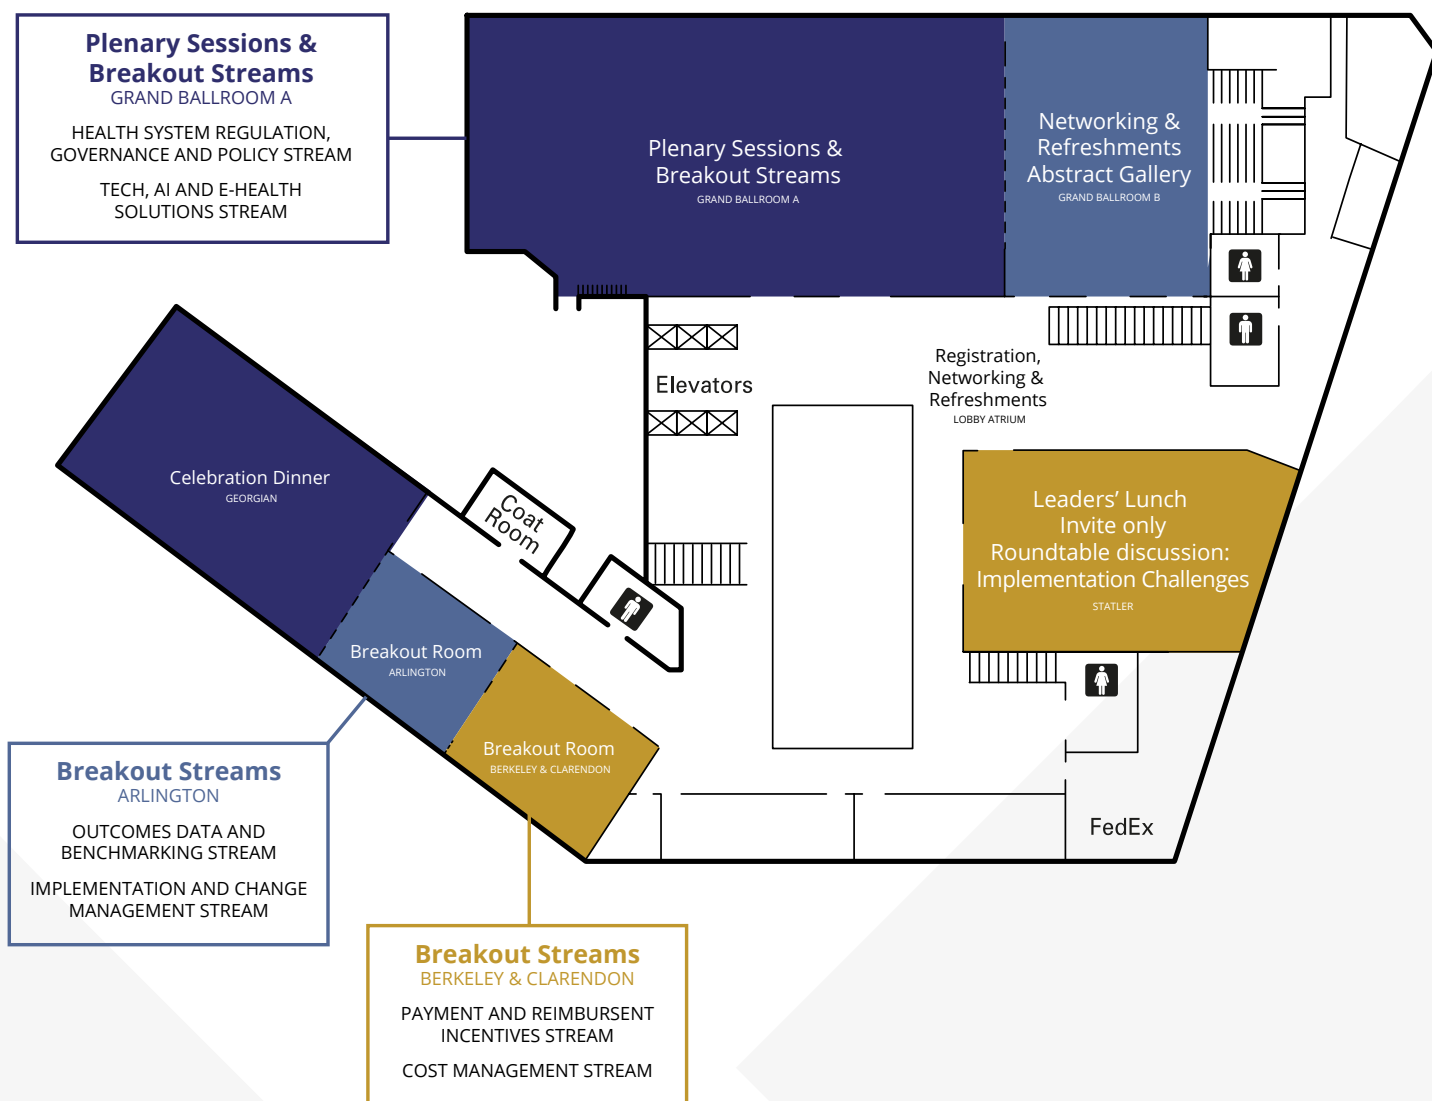 Plenary Sessions &
Breakout Streams
GRAND BALLROOM A
HEALTH SYSTEM REGULATION,
GOVERNANCE AND POLICY STREAM
TECH, AI AND E-HEALTH
SOLUTIONS STREAM
Plenary Sessions &
Breakout Streams
GRAND BALLROOM A
Networking &
Refreshments
Abstract Gallery
GRAND BALLROOM B
Elevators
Registration,
Networking &
Refreshments
LOBBY ATRIUM
Celebration Dinner
GEORGIAN
Coat
Room
Leaders’ Lunch
Invite only
Roundtable discussion:
Implementation Challenges
STATLER
Breakout Room
ARLINGTON
Breakout Room
BERKELEY & CLARENDON
FedEx
Breakout Streams
ARLINGTON
OUTCOMES DATA AND
BENCHMARKING STREAM
IMPLEMENTATION AND CHANGE
MANAGEMENT STREAM
Breakout Streams
BERKELEY & CLARENDON
PAYMENT AND REIMBURSENT
INCENTIVES STREAM
COST MANAGEMENT STREAM